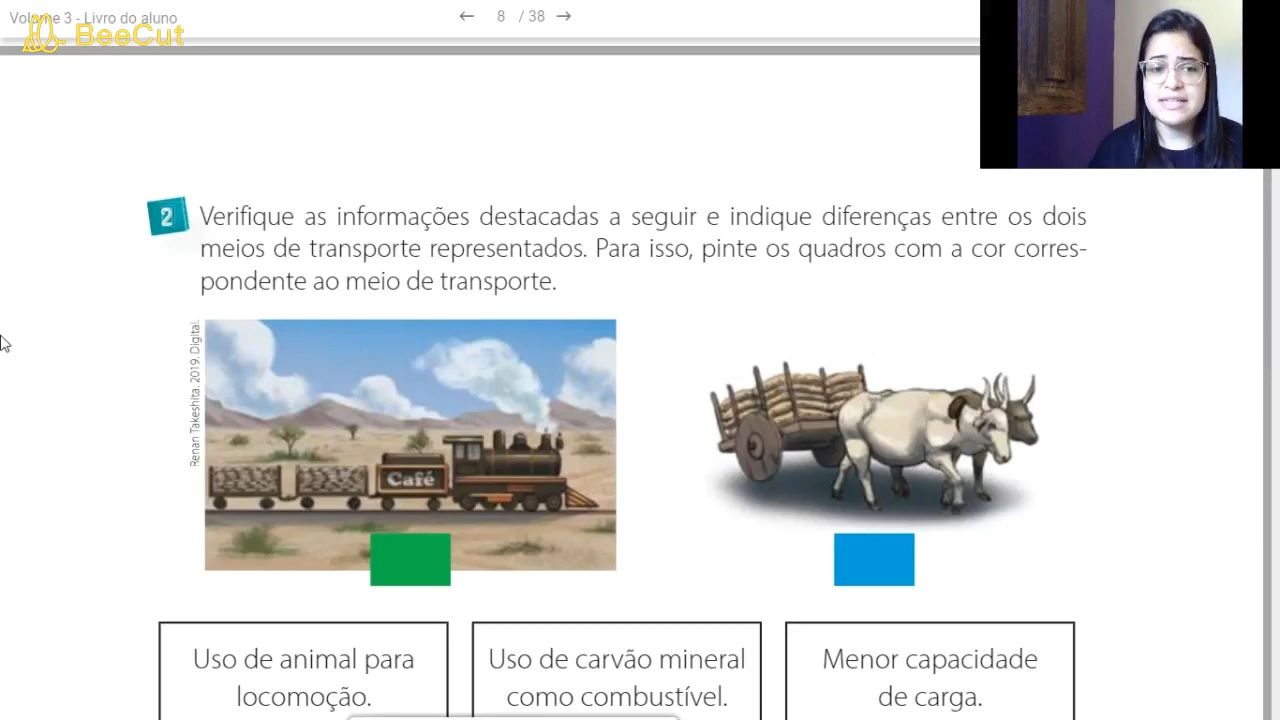 Volume 3 - Livro do aluno
← 8 / 38 →
BeeCut
2 Verifique as informações destacadas a seguir e indique diferenças entre os dois
meios de transporte representados. Para isso, pinte os quadros com a cor corres-
pondente ao meio de transporte.
Renan Takeshita. 2019. Digital.
Café
Uso de animal para
locomoção.
Uso de carvão mineral
como combustível.
Menor capacidade
de carga.